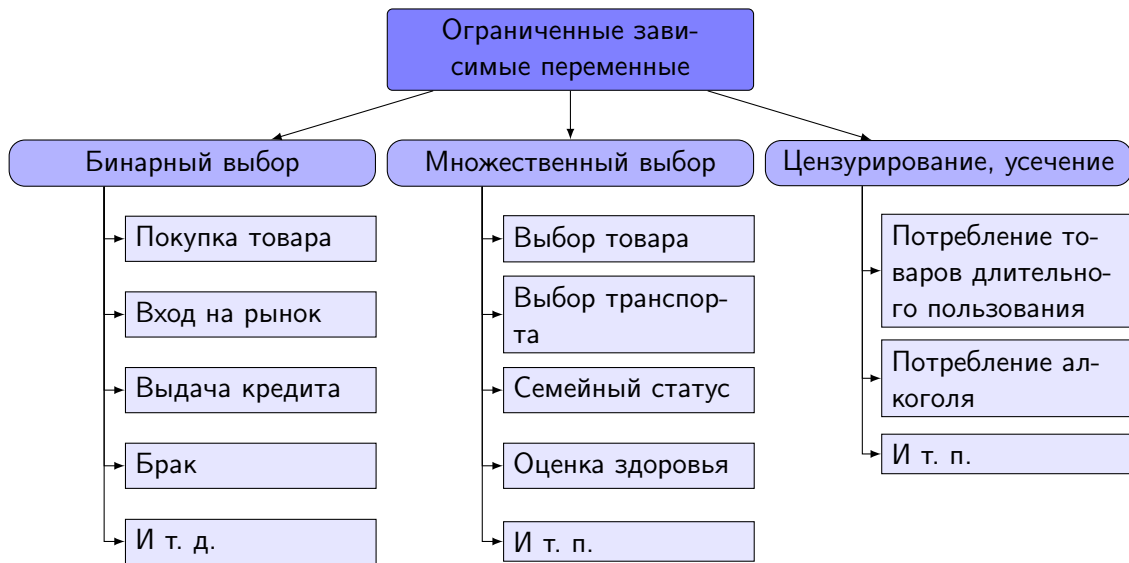 Ограниченные зави-
симые переменные
Бинарный выбор
Покупка товара
Вход на рынок
Выдача кредита
Брак
И т. д.
Множественный выбор
Выбор товара
Выбор транспор-
та
Семейный статус
Оценка здоровья
И т. п.
Цензурирование, усечение
Потребление то-
варов длительно-
го пользования
Потребление ал-
коголя
И т. п.